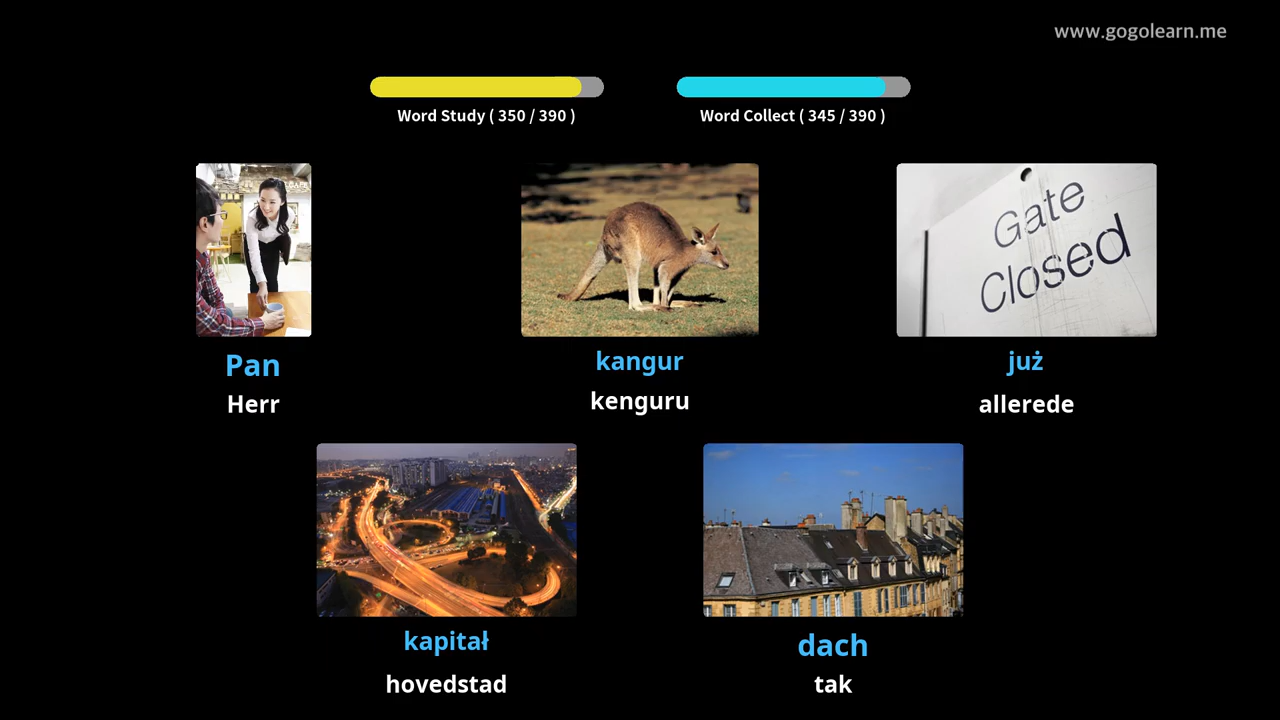 www.gogolearn.me
Word Study ( 350 / 390 )
Word Collect ( 345 / 390 )
Gate
Closed
Pan
Herr
kangur
kenguru
już
allerede
kapitał
hovedstad
dach
tak